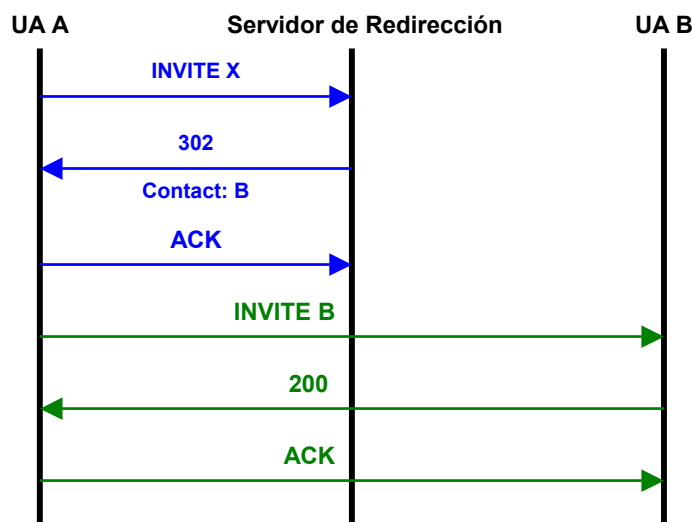 UA A Servidor de Redirección UA B
INVITE X
302
Contact: B
ACK
INVITE B
200
ACK